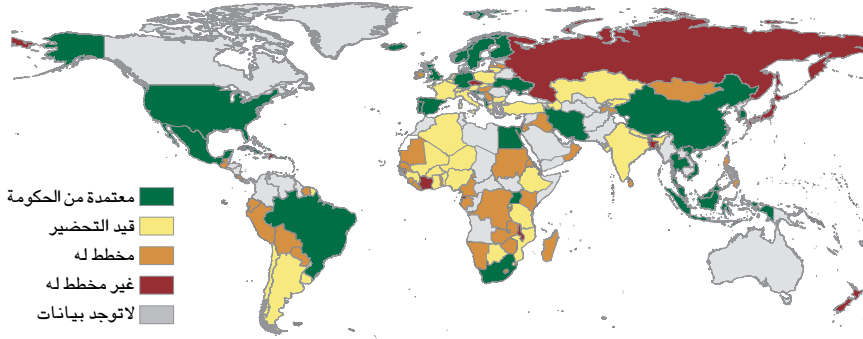 معتمدة من الحكومة
قيد التحضير
مخطط له
غير مخطط له
لاتوجد بيانات